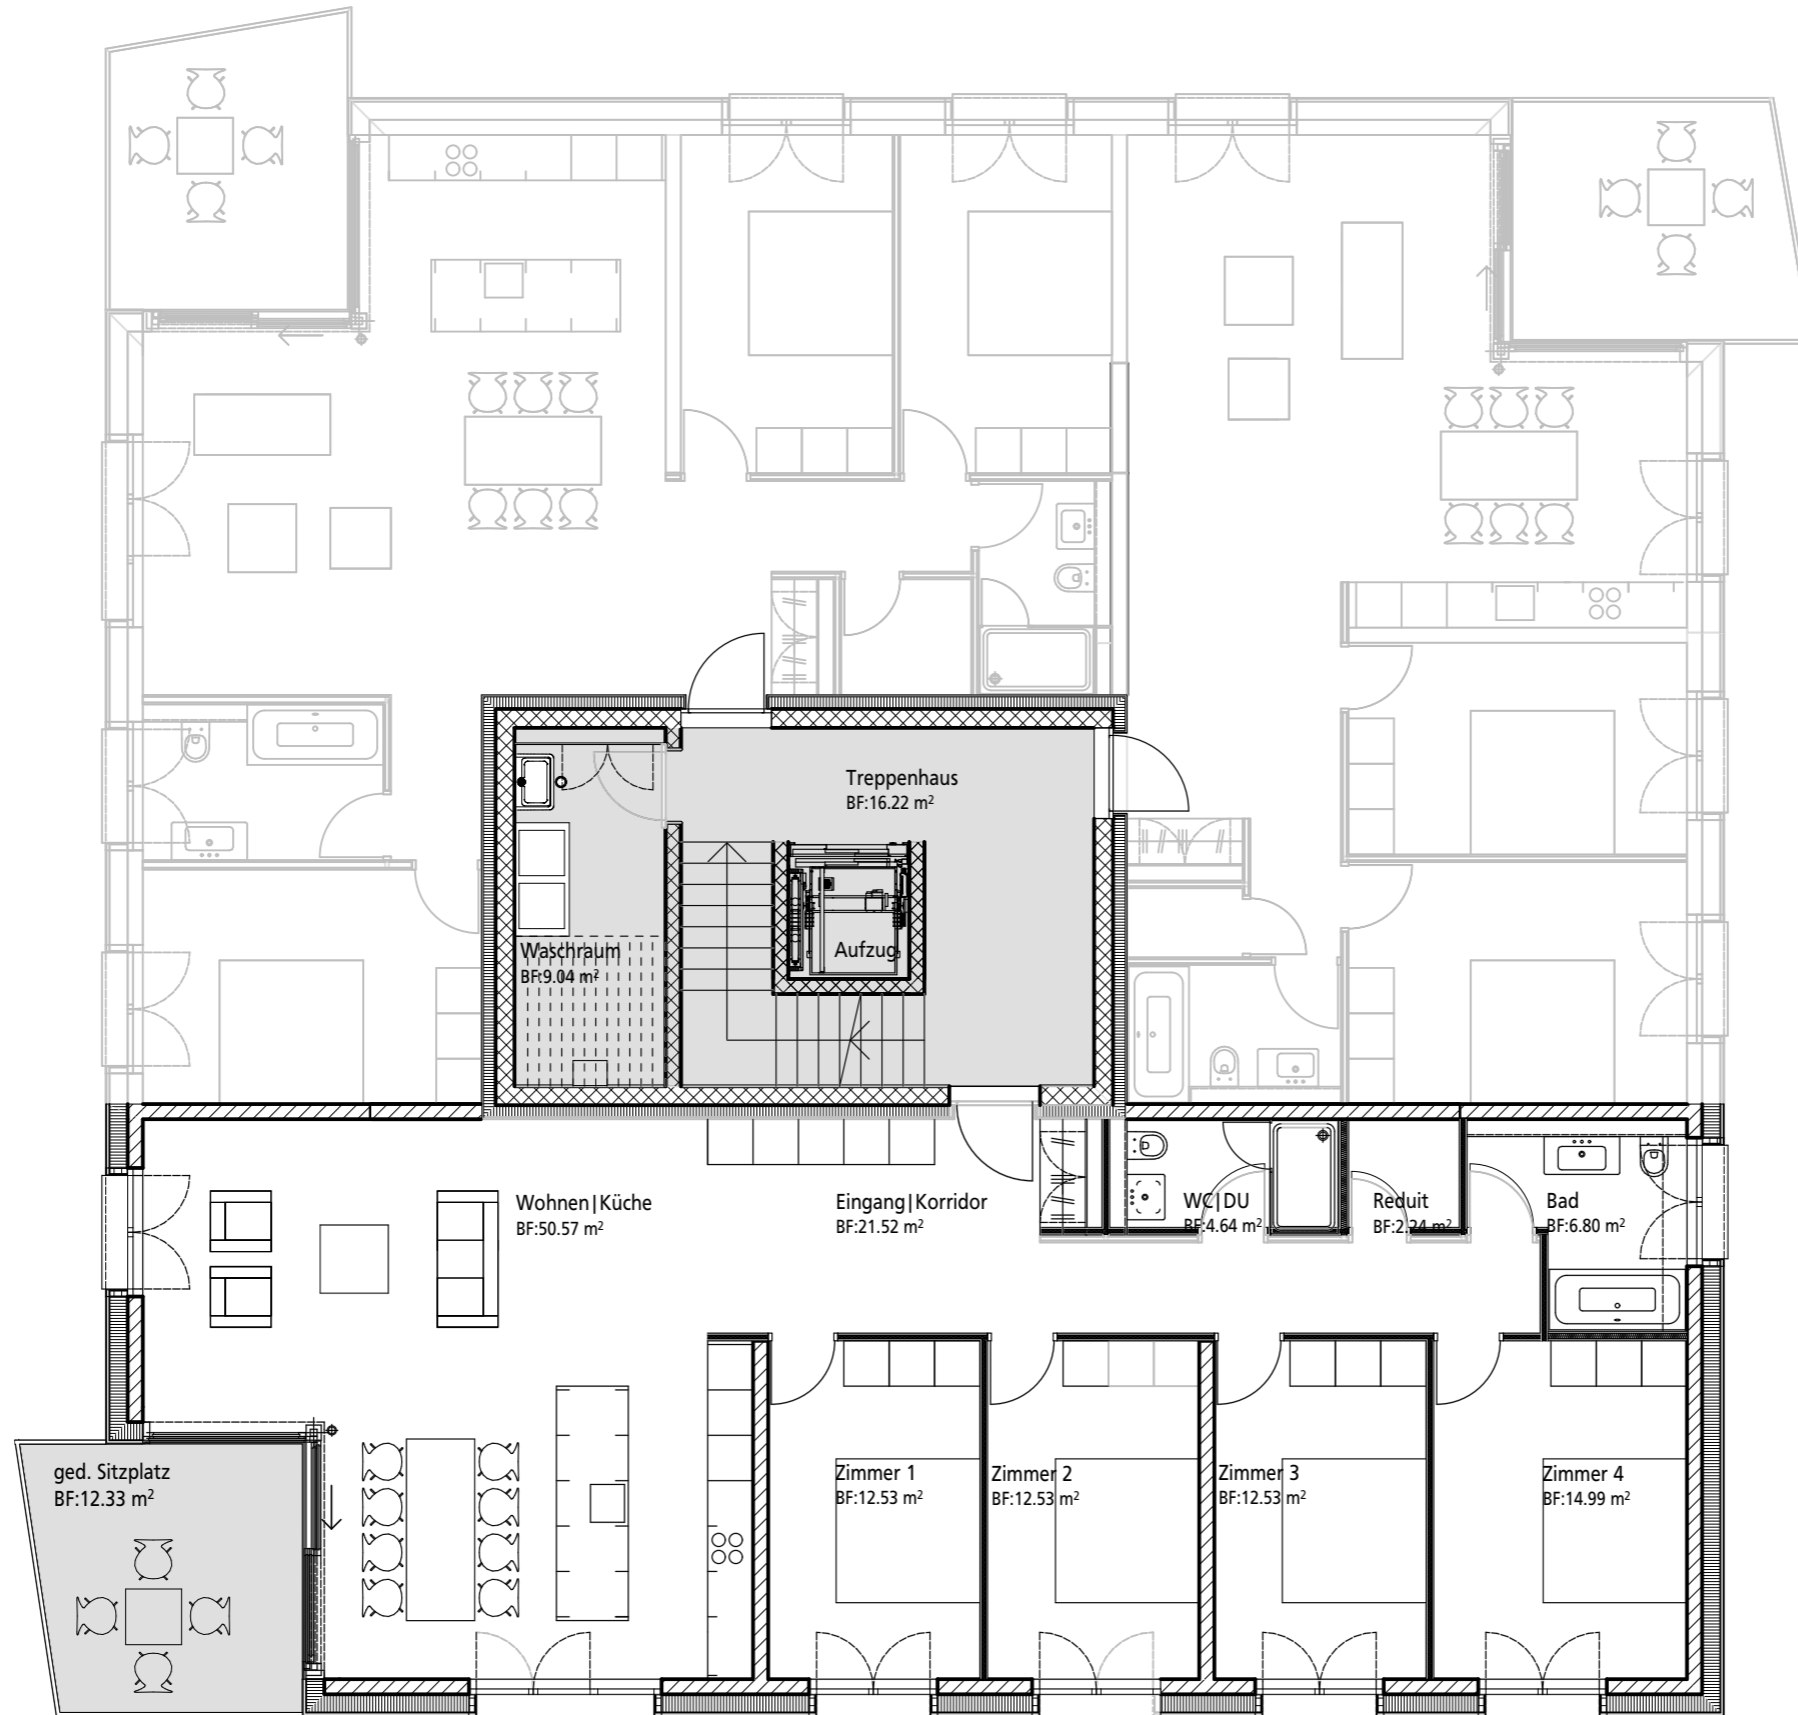 Treppenhaus
BF:16.22 m²
Waschraum
BF:9.04 m²
Aufzug
Wohnen|Küche
BF:50.57 m²
Eingang|Korridor
BF:21.52 m²
WC|DU
BF:4.64 m²
Reduit
BF:2.24 m²
Bad
BF:6.80 m²
ged. Sitzplatz
BF:12.33 m²
Zimmer 1
BF:12.53 m²
Zimmer 2
BF:12.53 m²
Zimmer 3
BF:12.53 m²
Zimmer 4
BF:14.99 m²